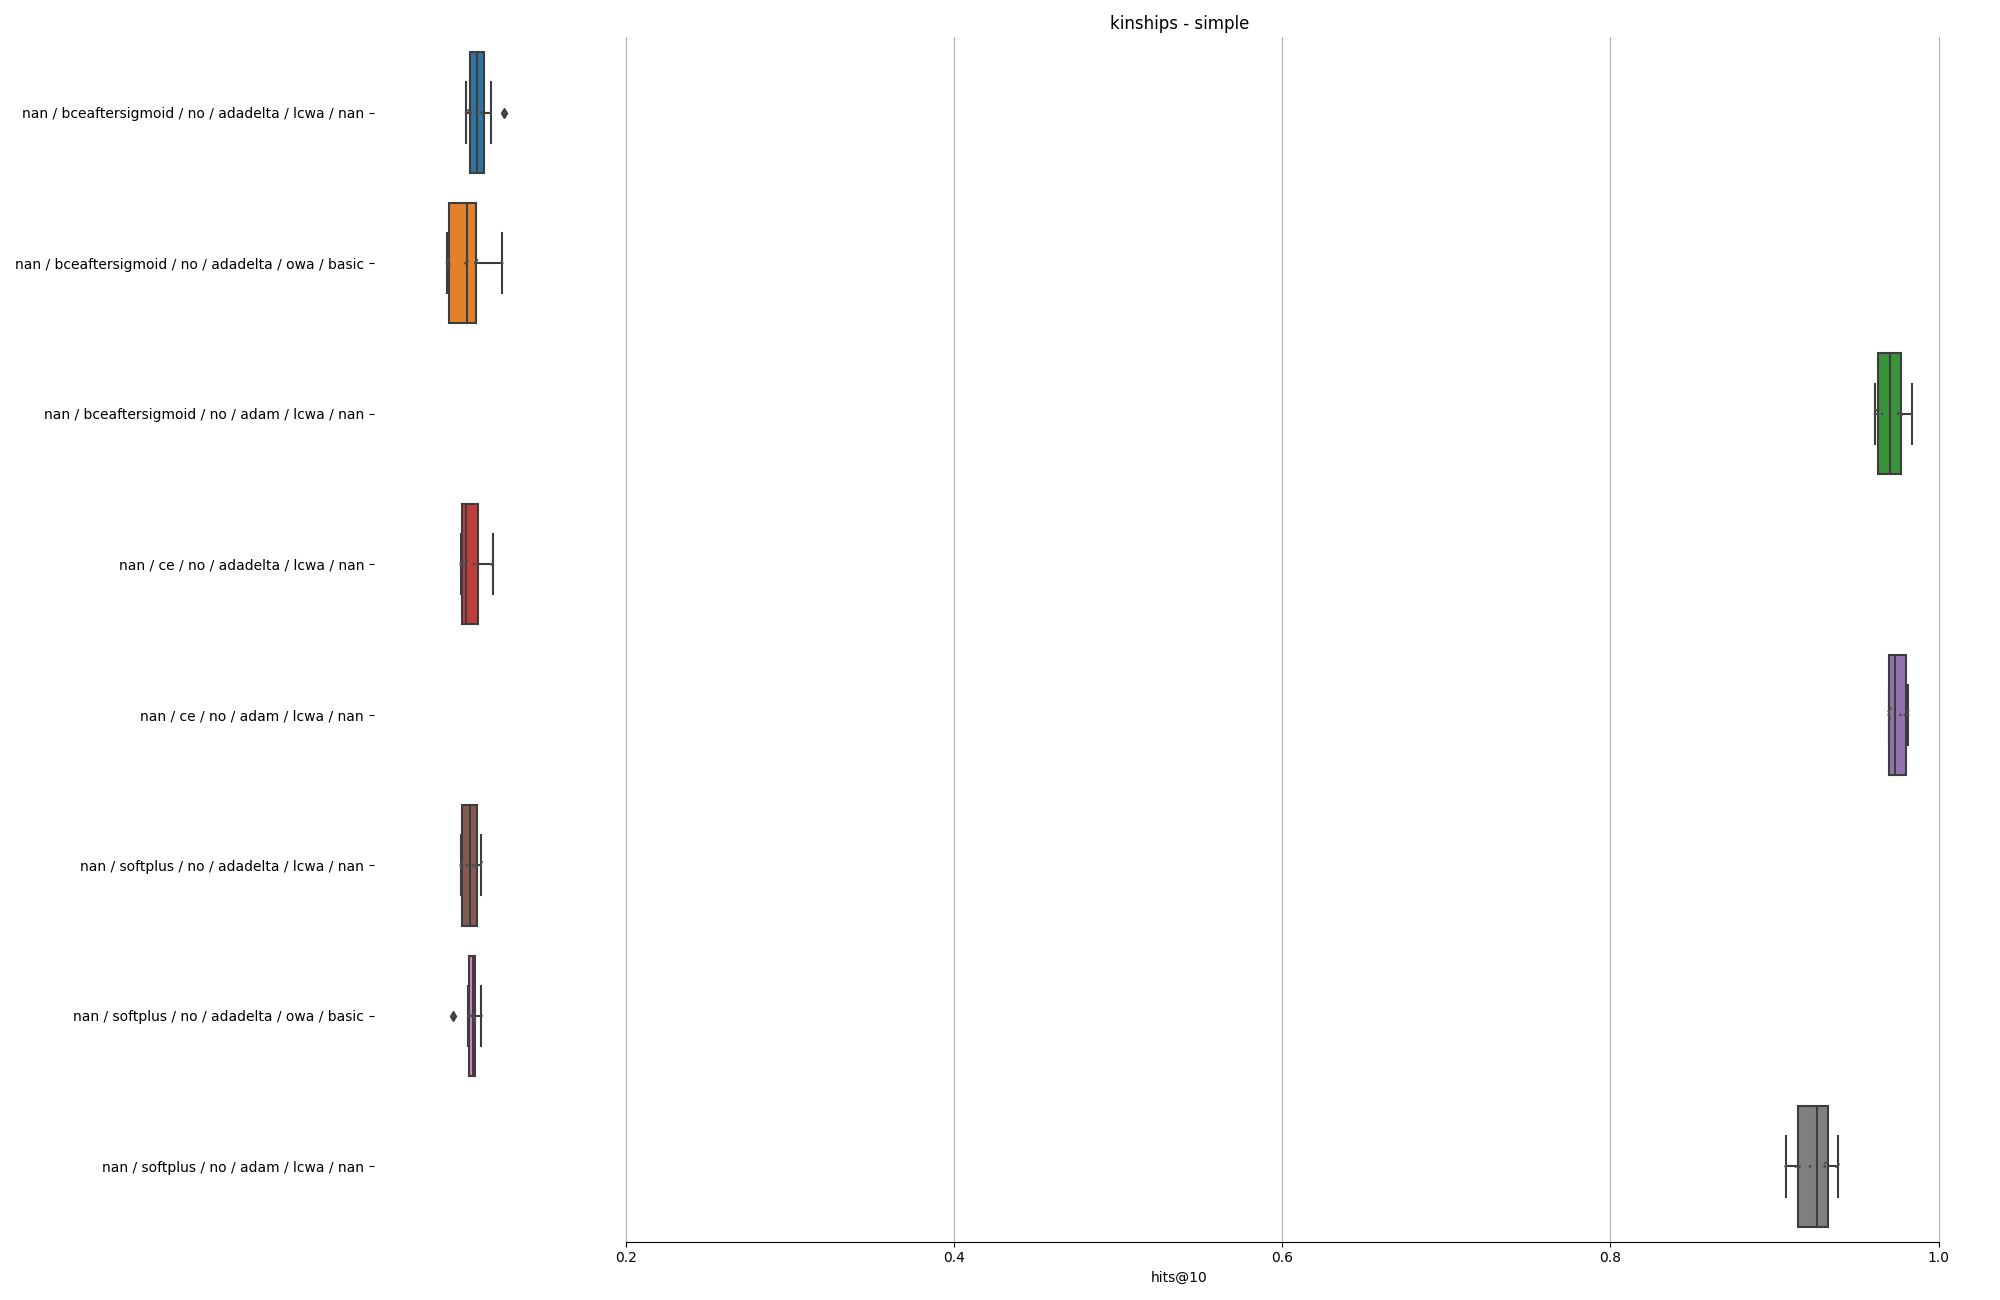 kinships - simple
nan / bceaftersigmoid / no / adadelta / lcwa / nan
nan / bceaftersigmoid / no / adadelta / owa / basic
nan / bceaftersigmoid / no / adam / lcwa / nan
nan / ce / no / adadelta / lcwa / nan
nan / ce / no / adam / lcwa / nan
nan / softplus / no / adadelta / lcwa / nan
nan / softplus / no / adadelta / owa / basic
nan / softplus / no / adam / lcwa / nan
0.2 0.4 0.6 0.8 1.0
hits@10